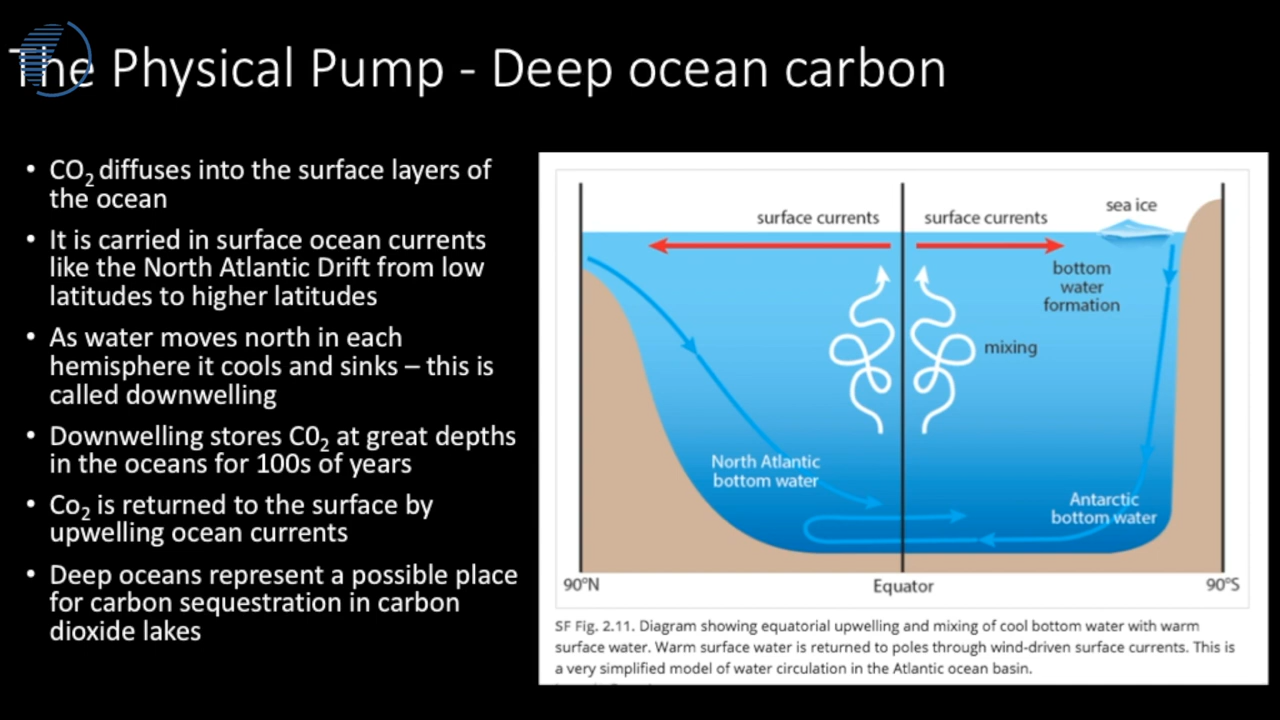 The Physical Pump - Deep ocean carbon
• CO₂ diffuses into the surface layers of
the ocean
• It is carried in surface ocean currents
like the North Atlantic Drift from low
latitudes to higher latitudes
• As water moves north in each
hemisphere it cools and sinks – this is
called downwelling
• Downwelling stores C0₂ at great depths
in the oceans for 100s of years
• Co₂ is returned to the surface by
upwelling ocean currents
• Deep oceans represent a possible place
for carbon sequestration in carbon
dioxide lakes
surface currents
surface currents
sea ice
bottom
water
formation
mixing
North Atlantic
bottom water
Antarctic
bottom water
90°N
Equator
90°S
SF Fig. 2.11. Diagram showing equatorial upwelling and mixing of cool bottom water with warm
surface water. Warm surface water is returned to poles through wind-driven surface currents. This is
a very simplified model of water circulation in the Atlantic ocean basin.